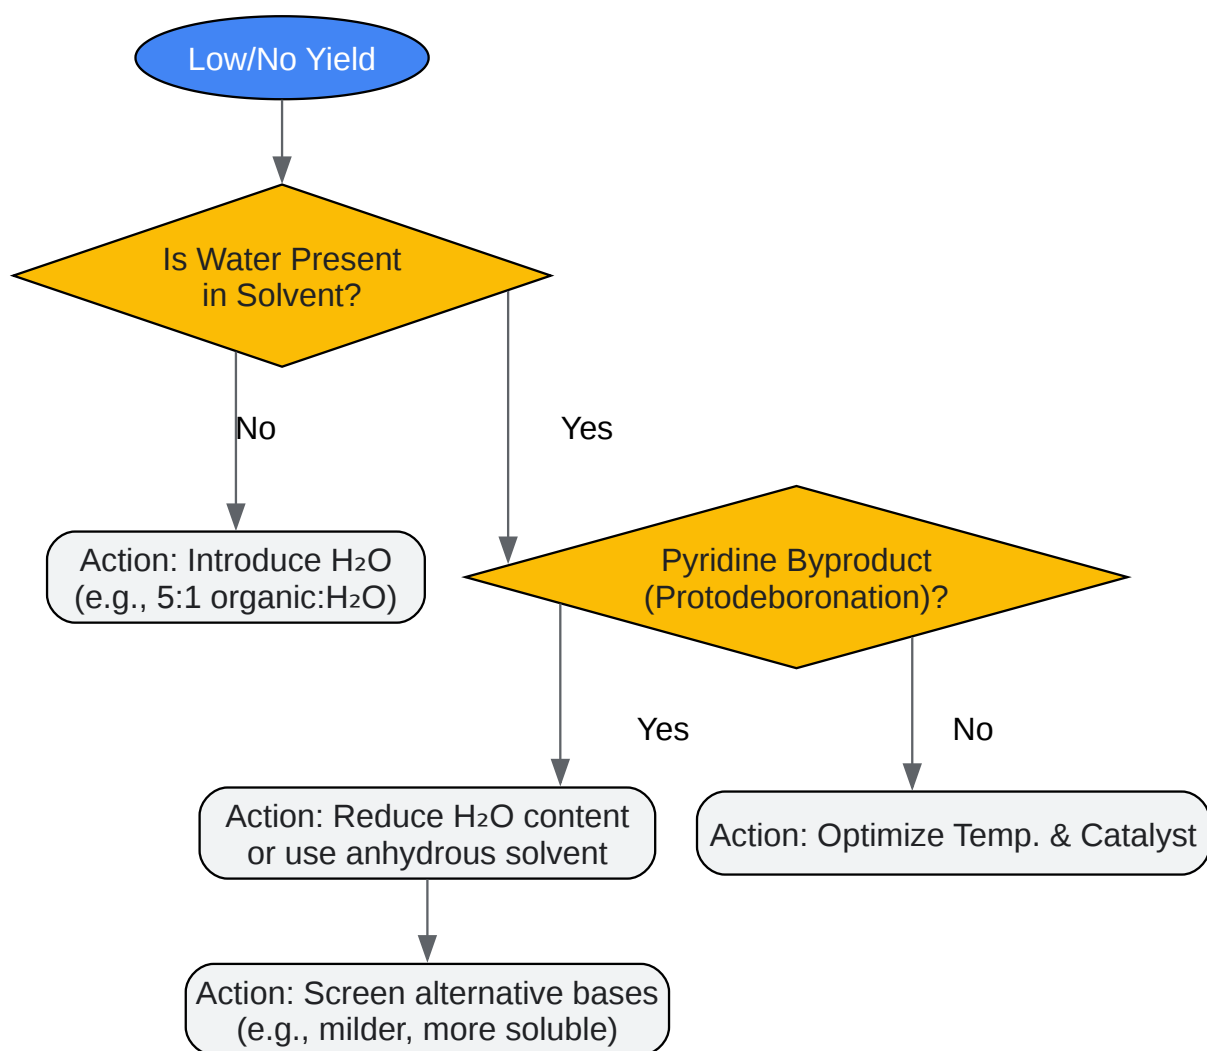 Low/No Yield
Is Water Present
in Solvent?
No
Yes
Action: Introduce H₂O
(e.g., 5:1 organic:H₂O)
Pyridine Byproduct
(Protodeboronation)?
Yes
No
Action: Reduce H₂O content
or use anhydrous solvent
Action: Optimize Temp. & Catalyst
Action: Screen alternative bases
(e.g., milder, more soluble)